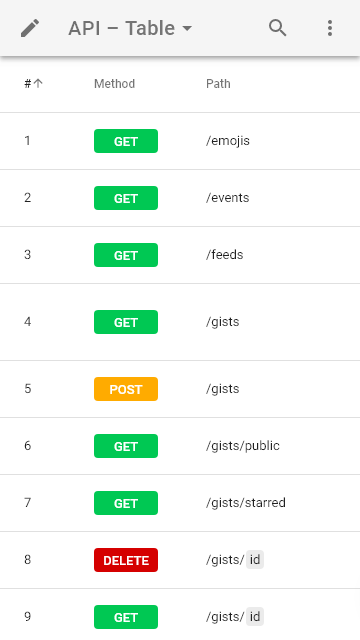 API – Table
# Method Path
1 GET /emojis
2 GET /events
3 GET /feeds
4 GET /gists
5 POST /gists
6 GET /gists/public
7 GET /gists/starred
8 DELETE /gists/ id
9 GET /gists/ id